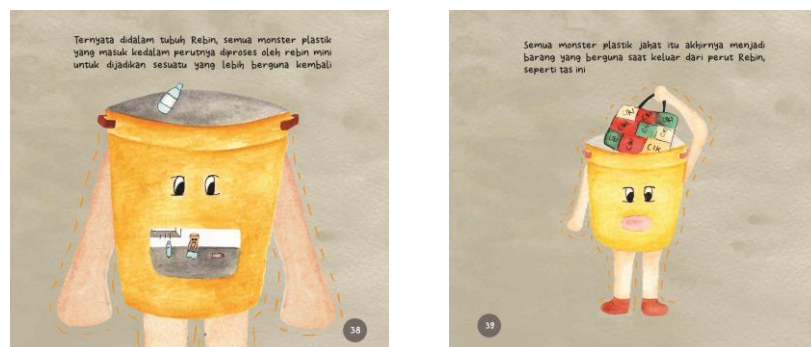 Ternyata didalam tubuh Rebin, semua monster plastik
yang masuk kedalam perutnya diproses oleh rebin mini
untuk dijadikan sesuatu yang lebih berguna kembali
38
Semua monster plastik jahat itu akhirnya menjadi
barang yang berguna saat keluar dari perut Rebin,
seperti tas ini
39